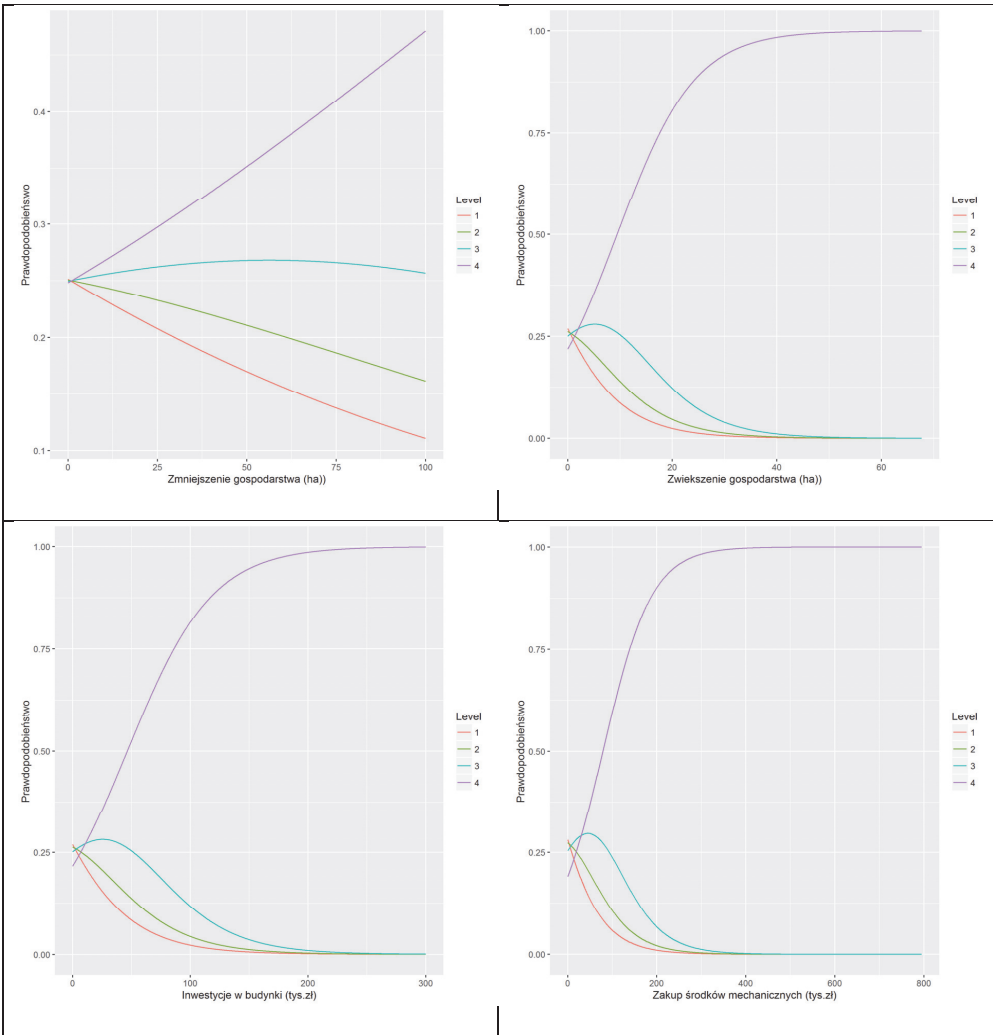 Prawdopodobieństwo
0.4
0.3
0.2
0.1
0 25 50 75 100
Zmniejszenie gospodarstwa (ha))
Level
1
2
3
4
Prawdopodobieństwo
1.00
0.75
0.50
0.25
0.00
0 20 40 60
Zwiekszenie gospodarstwa (ha))
Level
1
2
3
4
Prawdopodobieństwo
1.00
0.75
0.50
0.25
0.00
0 100 200 300
Inwestycje w budynki (tys.zł)
Level
1
2
3
4
Prawdopodobieństwo
1.00
0.75
0.50
0.25
0.00
0 200 400 600 800
Zakup środków mechanicznych (tys.zł)
Level
1
2
3
4